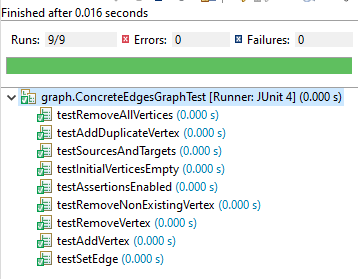 Finished after 0.016 seconds
Runs: 9/9 Errors: 0 Failures: 0
graph.ConcreteEdgesGraphTest [Runner: JUnit 4] (0.000 s)
testRemoveAllVertices (0.000 s)
testAddDuplicateVertex (0.000 s)
testSourcesAndTargets (0.000 s)
testInitialVerticesEmpty (0.000 s)
testAssertionsEnabled (0.000 s)
testRemoveNonExistingVertex (0.000 s)
testRemoveVertex (0.000 s)
testAddVertex (0.000 s)
testSetEdge (0.000 s)